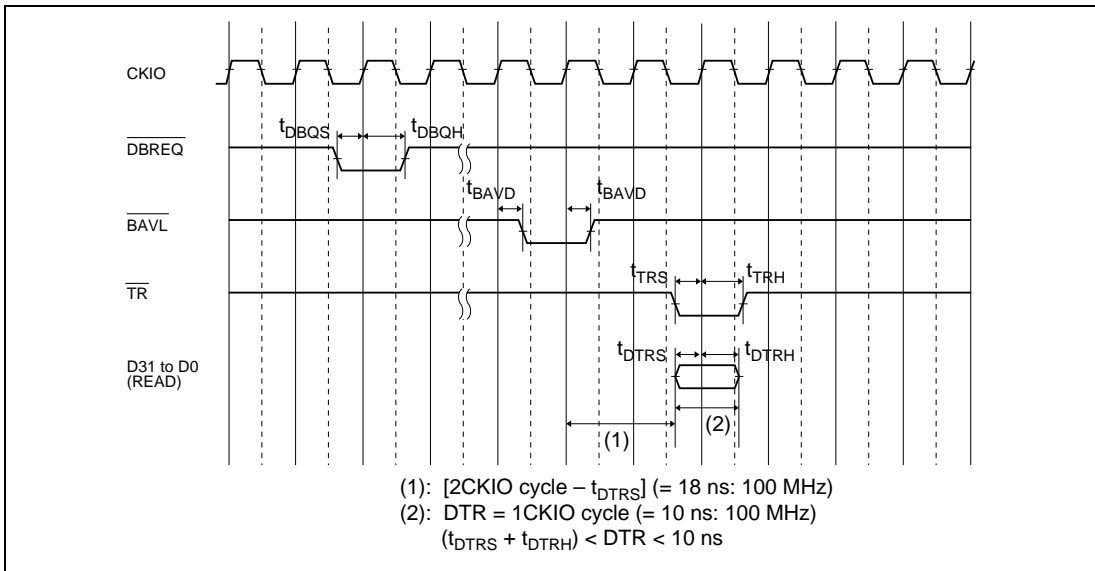 CKIO
tDBQS tDBQH
DBREQ
tBAVD tBAVD
BAVL
tTRS tTRH
TR
tDTRS tDTRH
D31 to D0
(READ)
(1) (2)
(1): [2CKIO cycle – tDTRS] (= 18 ns: 100 MHz)
(2): DTR = 1CKIO cycle (= 10 ns: 100 MHz)
(tDTRS + tDTRH) < DTR < 10 ns